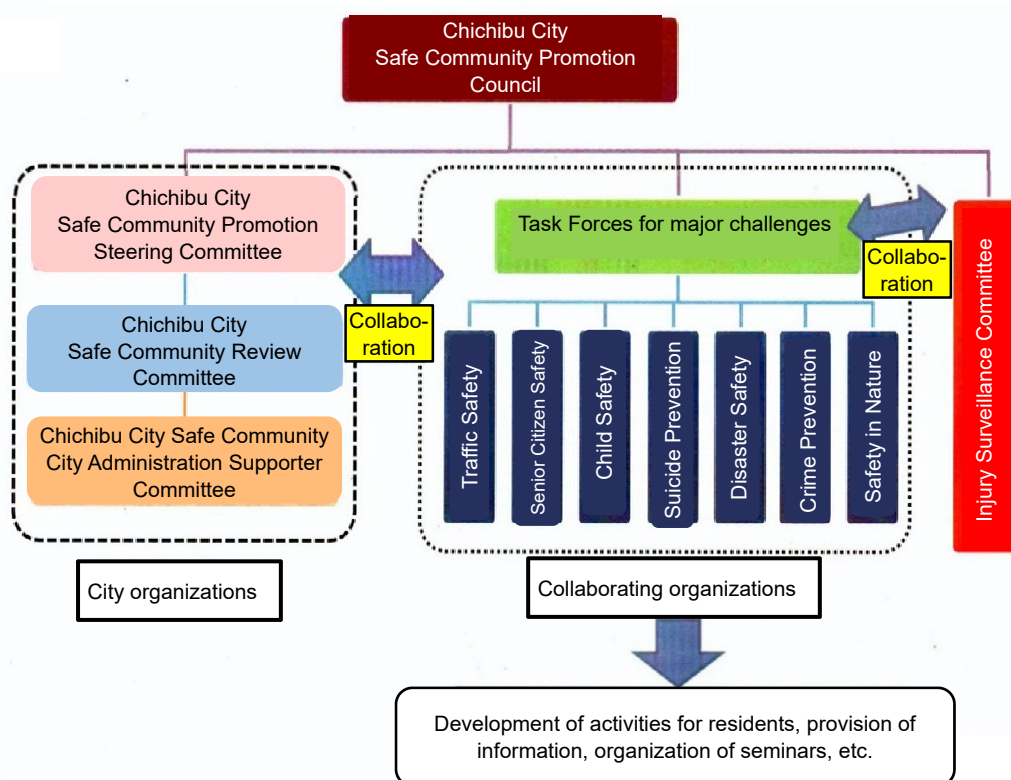 Chichibu City
Safe Community Promotion
Council
Chichibu City
Safe Community Promotion
Steering Committee
Chichibu City
Safe Community Review
Committee
Chichibu City Safe Community
City Administration Supporter
Committee
City organizations
Collabo-
ration
Task Forces for major challenges
Traffic Safety
Senior Citizen Safety
Child Safety
Suicide Prevention
Disaster Safety
Crime Prevention
Safety in Nature
Collaborating organizations
Collabo-
ration
Injury Surveillance Committee
Development of activities for residents, provision of
information, organization of seminars, etc.